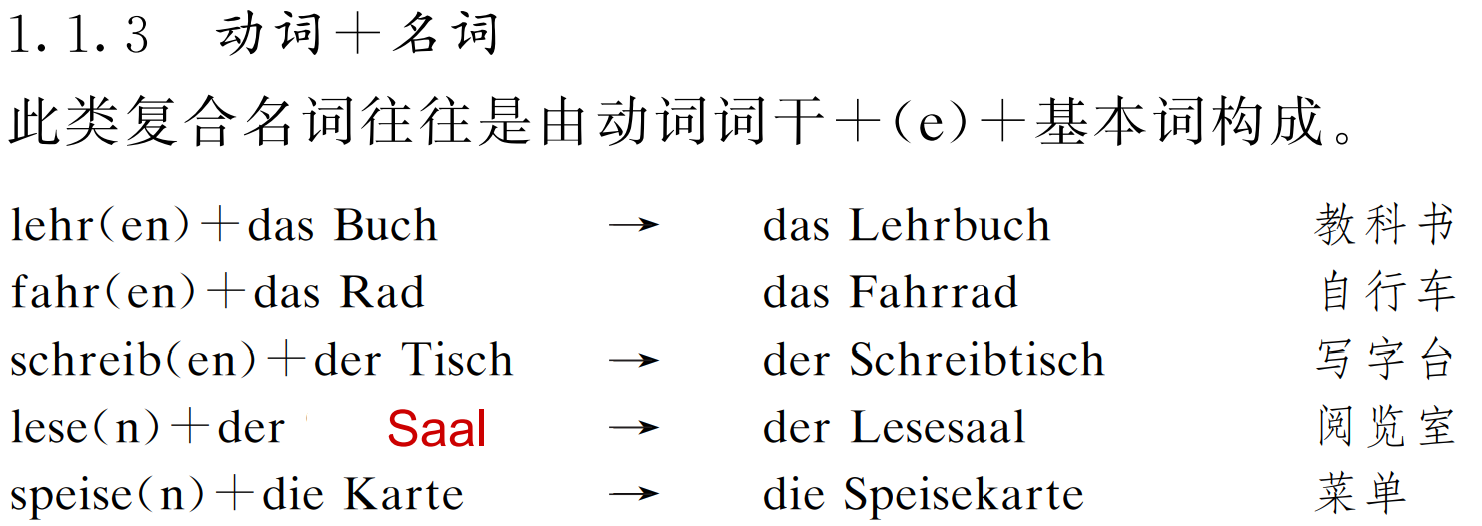 1.1.3 动词+名词
此类复合名词往往是由动词词干+(e)+基本词构成。
lehr(en)+das Buch → das Lehrbuch 教科书
fahr(en)+das Rad das Fahrrad 自行车
schreib(en)+der Tisch → der Schreibtisch 写字台
lese(n)+der Saal → der Lesesaal 阅览室
speise(n)+die Karte → die Speisekarte 菜单